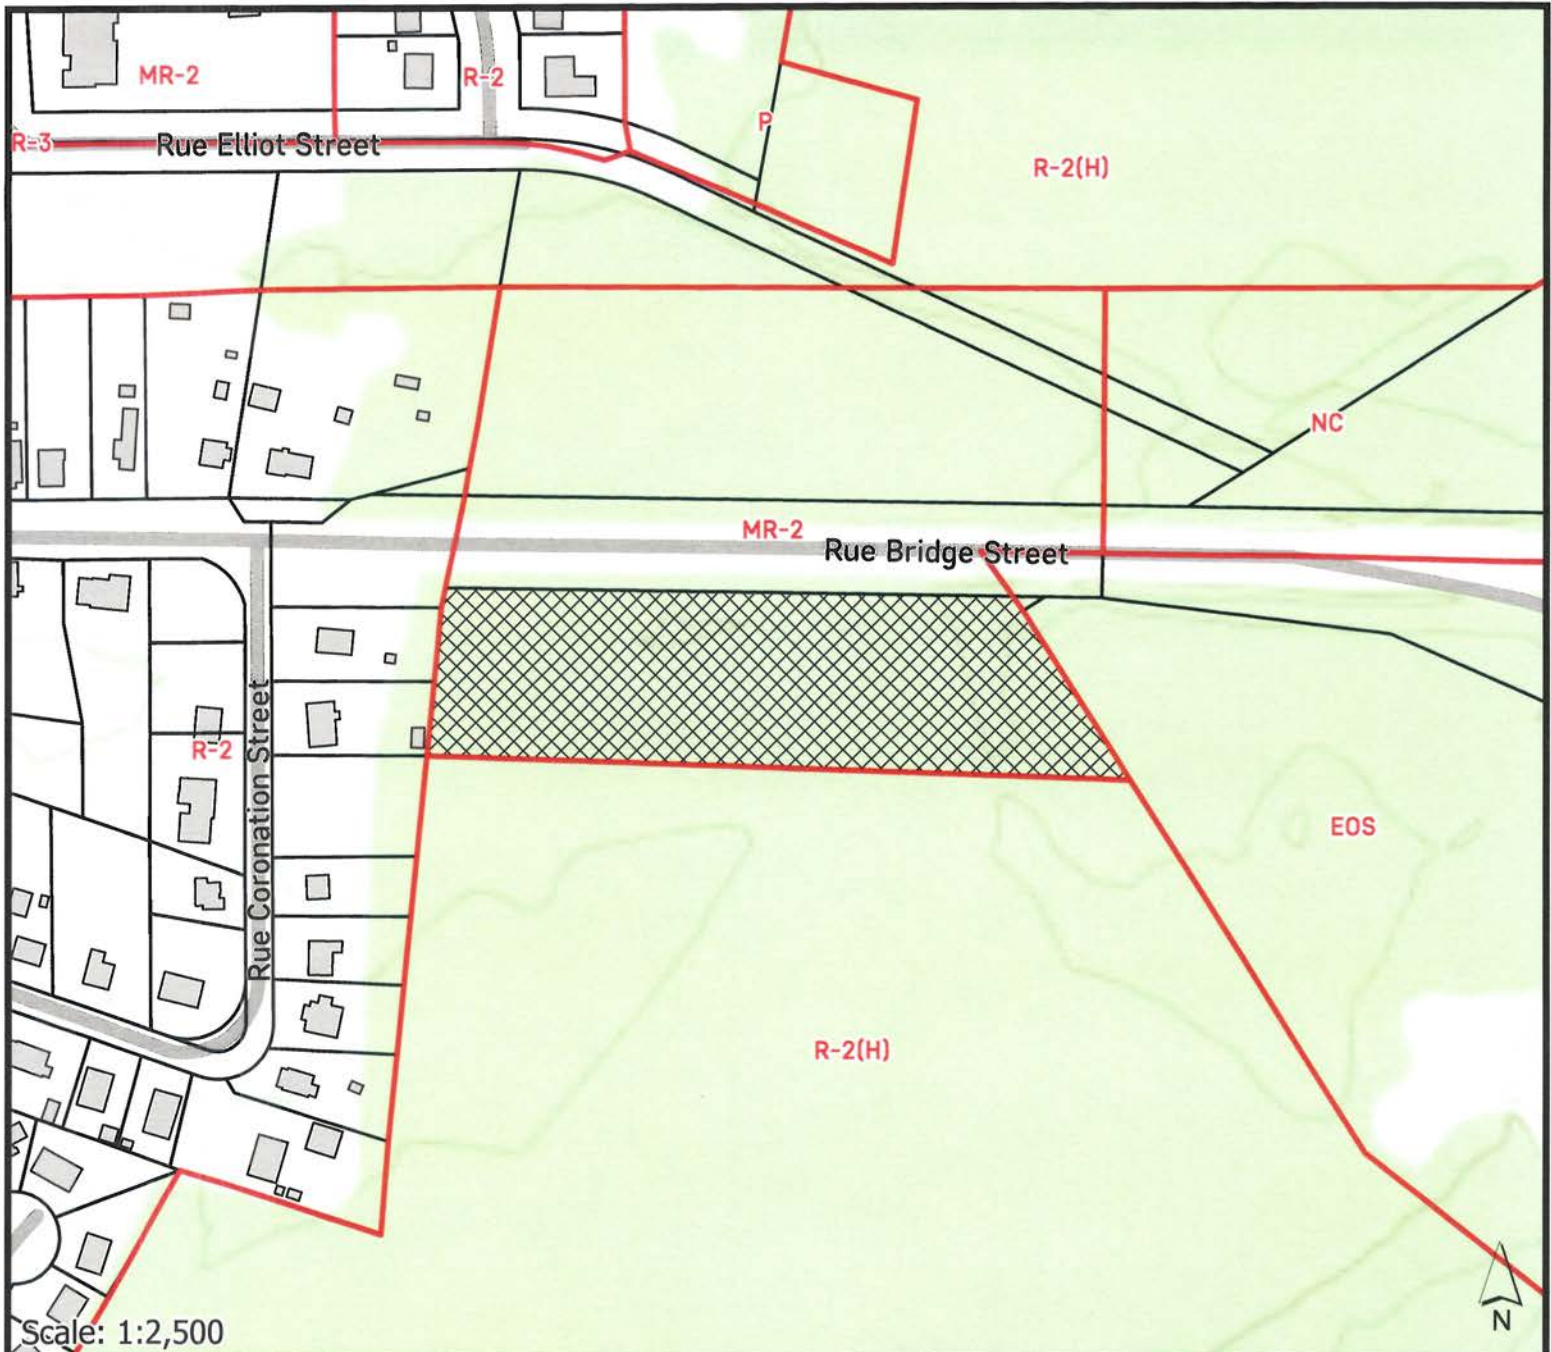 MR-2
R-2
P
R-3
Rue Elliot Street
R-2(H)
NC
MR-2
Rue Bridge Street
R-2
Rue Coronation Street
EOS
R-2(H)
N
Scale: 1:2,500